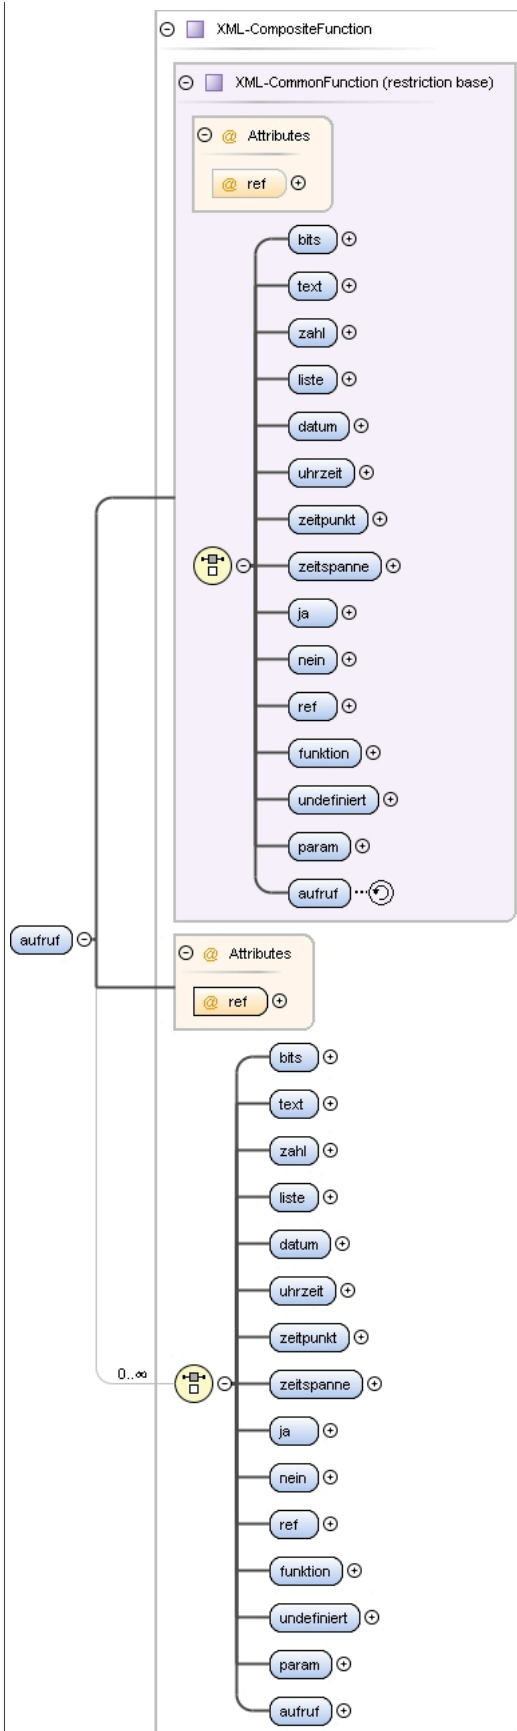 XML-CompositeFunction
XML-CommonFunction (restriction base)
@ Attributes
@ ref
bits
text
zahl
liste
datum
uhrzeit
zeitpunkt
zeitspanne
ja
nein
ref
funktion
undefiniert
param
aufruf
aufruf
@ Attributes
@ ref
bits
text
zahl
liste
datum
uhrzeit
zeitpunkt
0..∞
zeitspanne
ja
nein
ref
funktion
undefiniert
param
aufruf